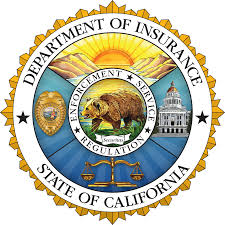 DEPARTMENT OF INSURANCE
ENFORCEMENT
SERVICE
REGULATION
STATE OF CALIFORNIA